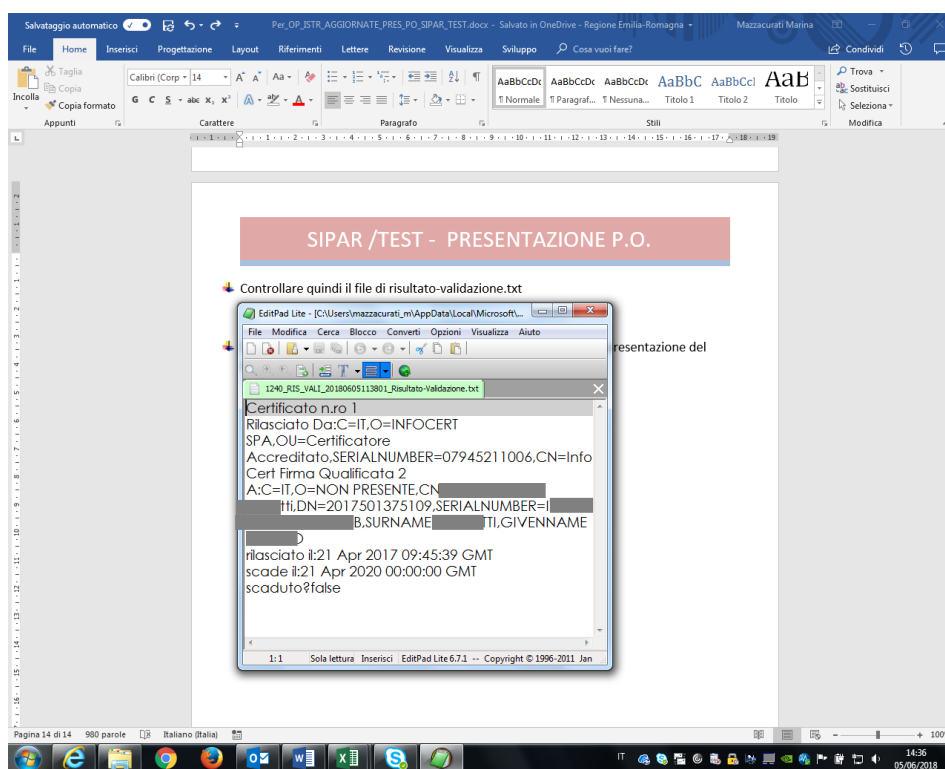 Salvataggio automatico
Per_OP_ISTR_AGGIORNATE_PRES_PO_SIPAR_TEST.docx - Salvato in OneDrive - Regione Emilia-Romagna
Mazzacurati Marina
File Home Inserisci Progettazione Layout Riferimenti Lettere Revisione Visualizza Sviluppo Cosa vuoi fare? Condividi
Taglia
Copia
Copia formato
Incolla
Calibri (Corp 14
G C S abc X₂ X²
AaBbCcDc AaBbCcDc AaBbCcDc AaBbC AaBbCcl AaB
¶ Normale ¶ Paragraf... ¶ Nessuna... Titolo 1 Titolo 2 Titolo
Trova
Sostituisci
Seleziona
Appunti Carattere Paragrafo Stili Modifica
SIPAR /TEST - PRESENTAZIONE P.O.
Controllare quindi il file di risultato-validazione.txt
resentazione del
EditPad Lite - [C:\Users\mazzacurati_m\AppData\Local\Microsoft\...
File Modifica Cerca Blocco Converti Opzioni Visualizza Aiuto
1240_RIS_VALI_20180605113801_Risultato-Validazione.txt
Certificato n.ro 1
Rilasciato Da:C=IT,O=INFOCERT
SPA,OU=Certificatore
Accreditato,SERIALNUMBER=07945211006,CN=Info
Cert Firma Qualificata 2
A:C=IT,O=NON PRESENTE,CN
tti,DN=2017501375109,SERIALNUMBER=I
B,SURNAME TTI,GIVENNAME
O
rilasciato il:21 Apr 2017 09:45:39 GMT
scade il:21 Apr 2020 00:00:00 GMT
scaduto?false
1:1 Sola lettura Inserisci EditPad Lite 6.7.1 -- Copyright © 1996-2011 Jan
Pagina 14 di 14 980 parole Italiano (Italia)
100%
IT
14:36
05/06/2018